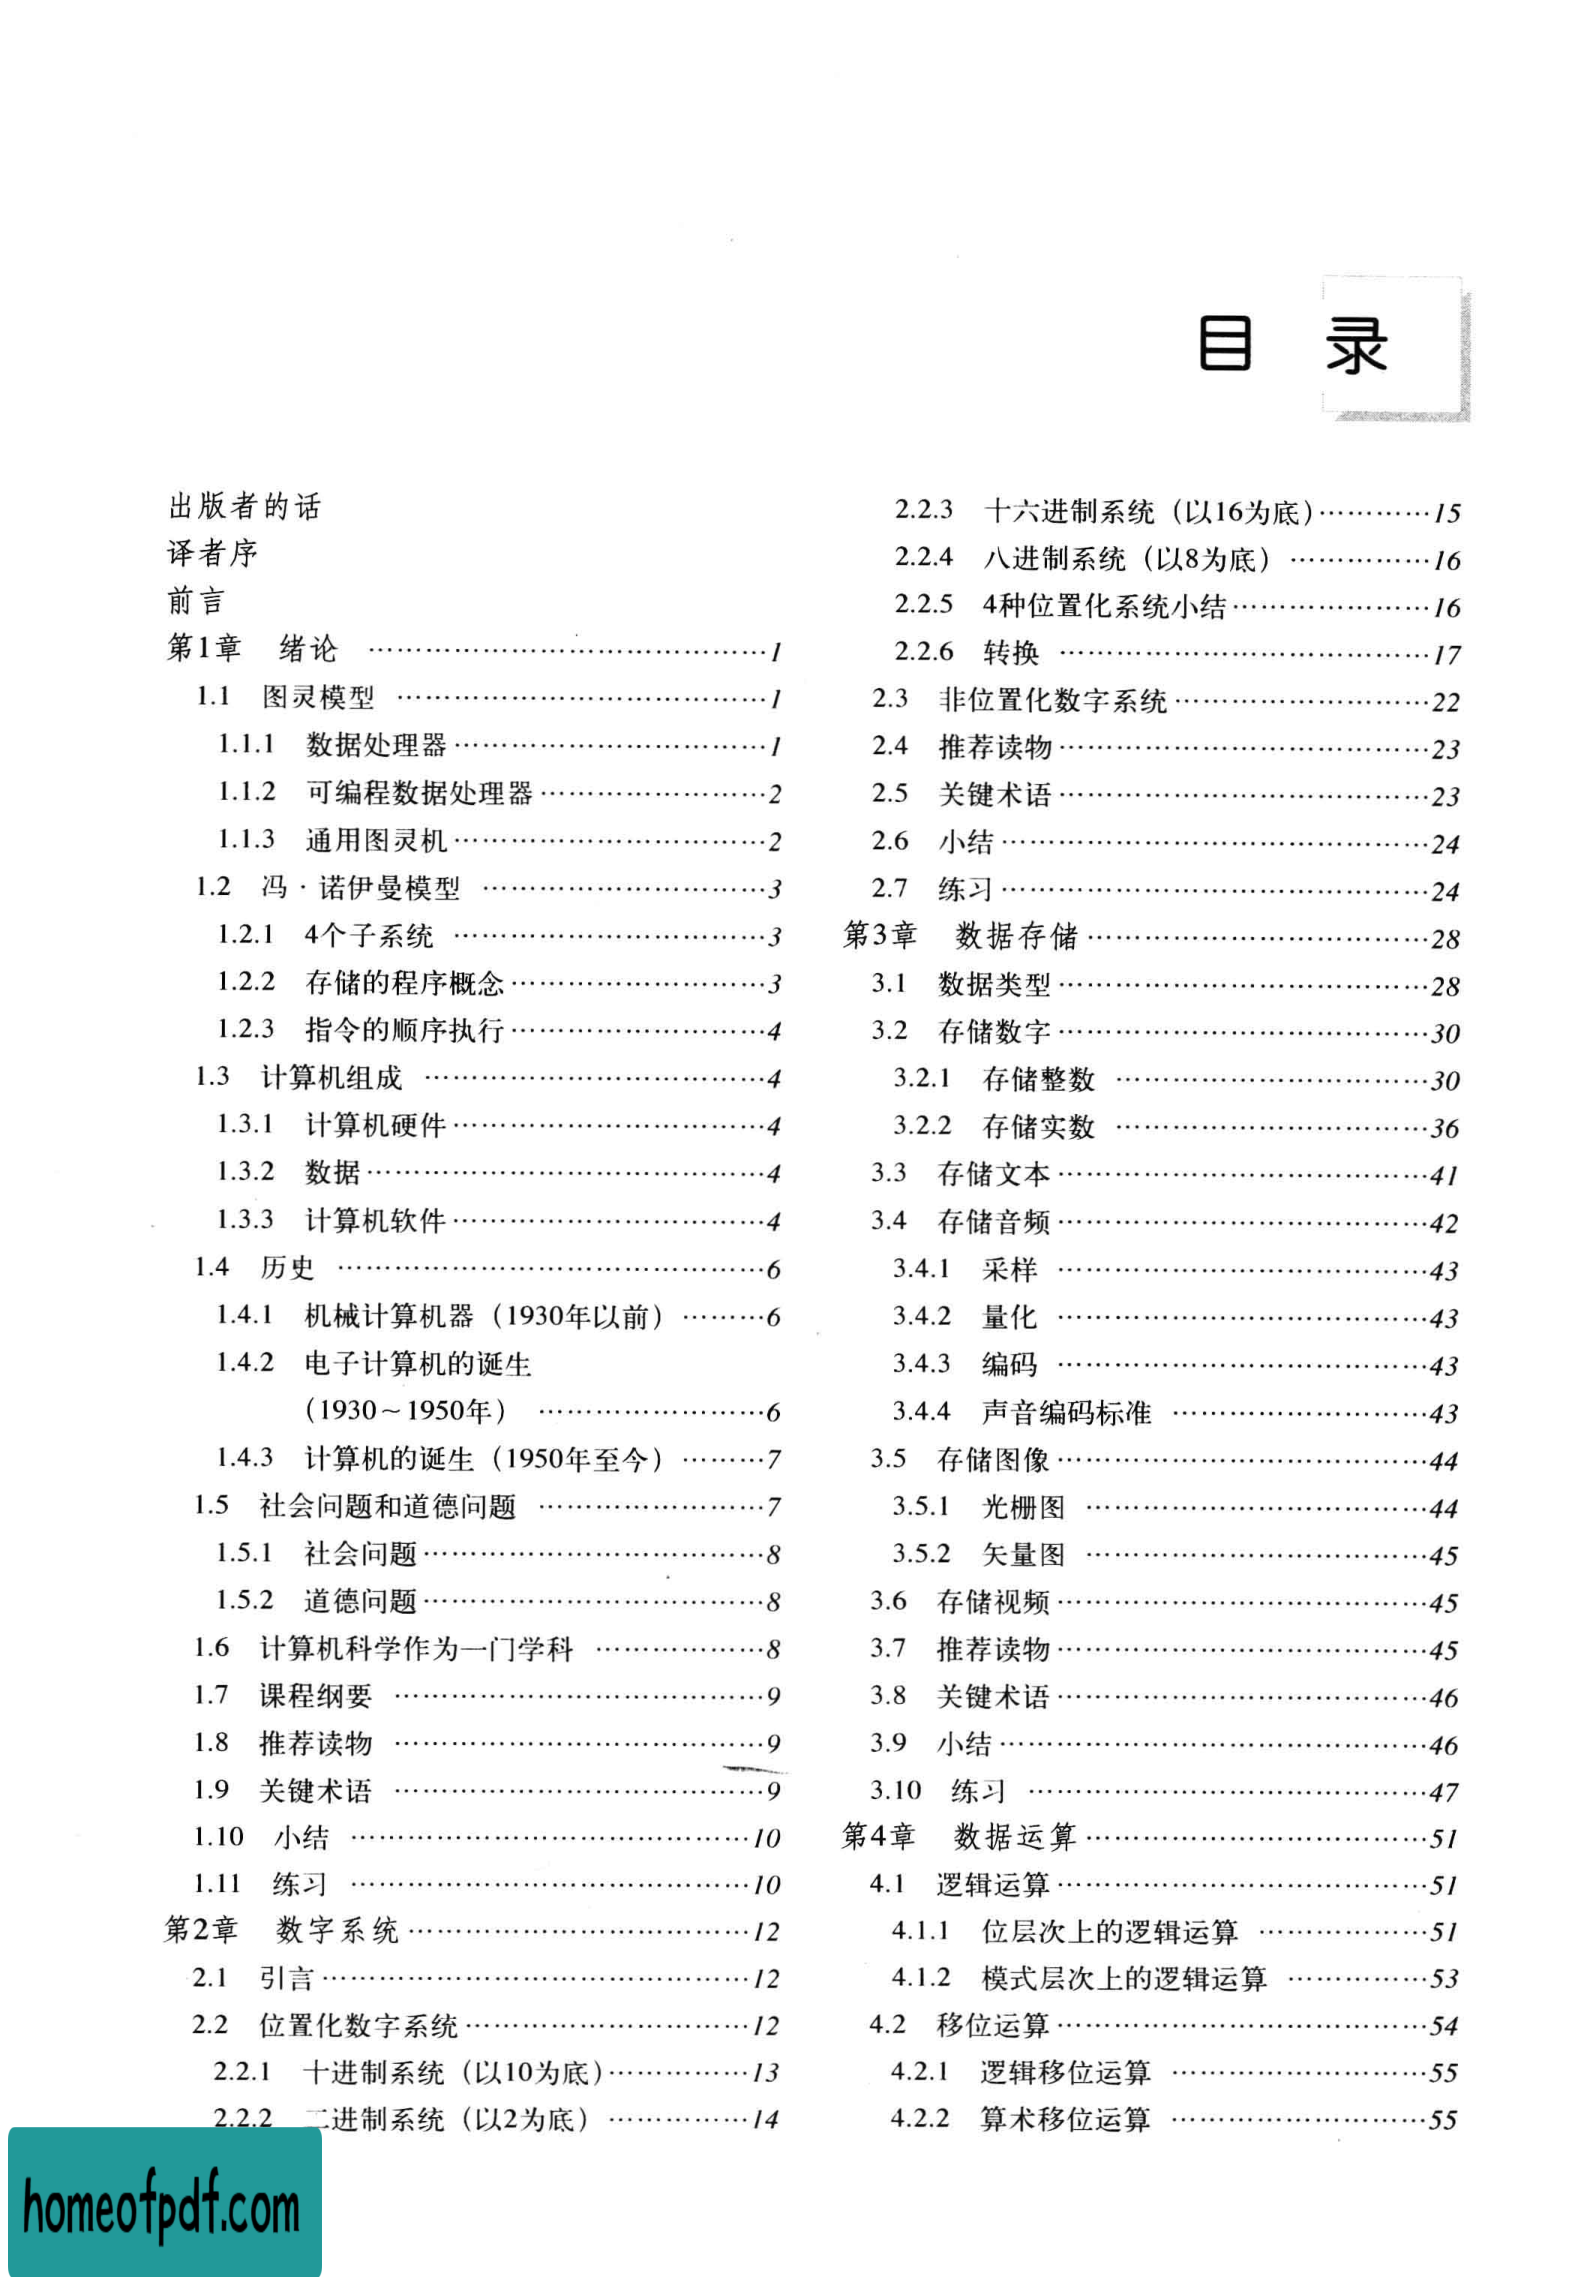 目 录
出版者的话
译者序
前言
第1章 绪论 …………………………………1
1.1 图灵模型 ………………………………1
1.1.1 数据处理器…………………………1
1.1.2 可编程数据处理器…………………2
1.1.3 通用图灵机…………………………2
1.2 冯·诺伊曼模型 ………………………3
1.2.1 4个子系统 …………………………3
1.2.2 存储的程序概念……………………3
1.2.3 指令的顺序执行……………………4
1.3 计算机组成 ……………………………4
1.3.1 计算机硬件…………………………4
1.3.2 数据…………………………………4
1.3.3 计算机软件…………………………4
1.4 历史 ……………………………………6
1.4.1 机械计算机器（1930年以前） ………6
1.4.2 电子计算机的诞生
（1930～1950年） …………………6
1.4.3 计算机的诞生（1950年至今） ………7
1.5 社会问题和道德问题 …………………7
1.5.1 社会问题……………………………8
1.5.2 道德问题……………………………8
1.6 计算机科学作为一门学科 ……………8
1.7 课程纲要 ………………………………9
1.8 推荐读物 ………………………………9
1.9 关键术语 ………………………………9
1.10 小结 …………………………………10
1.11 练习 …………………………………10
第2章 数字系统……………………………12
2.1 引言……………………………………12
2.2 位置化数字系统………………………12
2.2.1 十进制系统（以10为底）……………13
2.2.2 二进制系统（以2为底） ……………14
2.2.3 十六进制系统（以16为底）…………15
2.2.4 八进制系统（以8为底） ……………16
2.2.5 4种位置化系统小结………………16
2.2.6 转换 ………………………………17
2.3 非位置化数字系统……………………22
2.4 推荐读物………………………………23
2.5 关键术语………………………………23
2.6 小结……………………………………24
2.7 练习……………………………………24
第3章 数据存储……………………………28
3.1 数据类型………………………………28
3.2 存储数字………………………………30
3.2.1 存储整数 …………………………30
3.2.2 存储实数 …………………………36
3.3 存储文本………………………………41
3.4 存储音频………………………………42
3.4.1 采样 ………………………………43
3.4.2 量化 ………………………………43
3.4.3 编码 ………………………………43
3.4.4 声音编码标准 ……………………43
3.5 存储图像………………………………44
3.5.1 光栅图 ……………………………44
3.5.2 矢量图 ……………………………45
3.6 存储视频………………………………45
3.7 推荐读物………………………………45
3.8 关键术语………………………………46
3.9 小结……………………………………46
3.10 练习 …………………………………47
第4章 数据运算……………………………51
4.1 逻辑运算………………………………51
4.1.1 位层次上的逻辑运算 ……………51
4.1.2 模式层次上的逻辑运算 …………53
4.2 移位运算………………………………54
4.2.1 逻辑移位运算 ……………………55
4.2.2 算术移位运算 ……………………55
homeofpdf.com